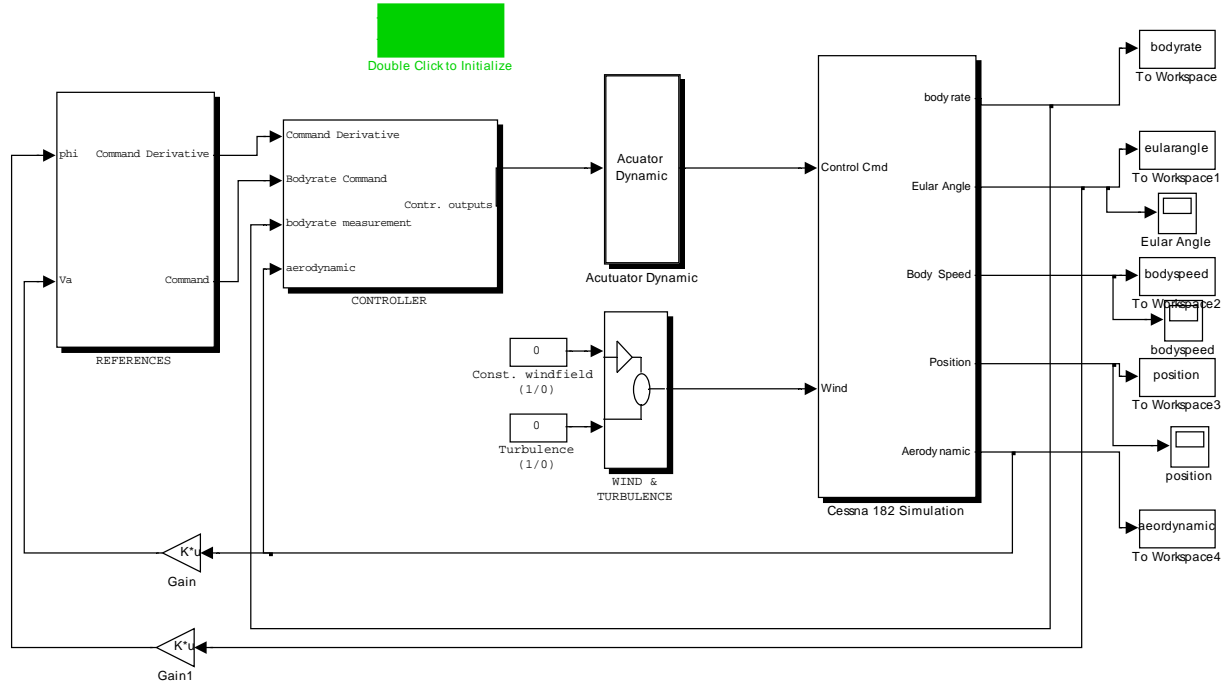 Double Click to Initialize
phi
Command Derivative
Va
Command
REFERENCES
Command Derivative
Bodyrate Command
bodyrate measurement
aerodynamic
Contr. outputs
CONTROLLER
Acuator
Dynamic
Acutuator Dynamic
0
Const. windfield
(1/0)
0
Turbulence
(1/0)
WIND &
TURBULENCE
Control Cmd
Wind
bodyrate
Eular Angle
Body Speed
Position
Aerodynamic
Cessna 182 Simulation
bodyrate
To Workspace
eularangle
To Workspace1
Eular Angle
bodyspeed
To Workspace2
bodyspeed
position
To Workspace3
position
aeordynamic
To Workspace4
K*u
Gain
K*u
Gain1